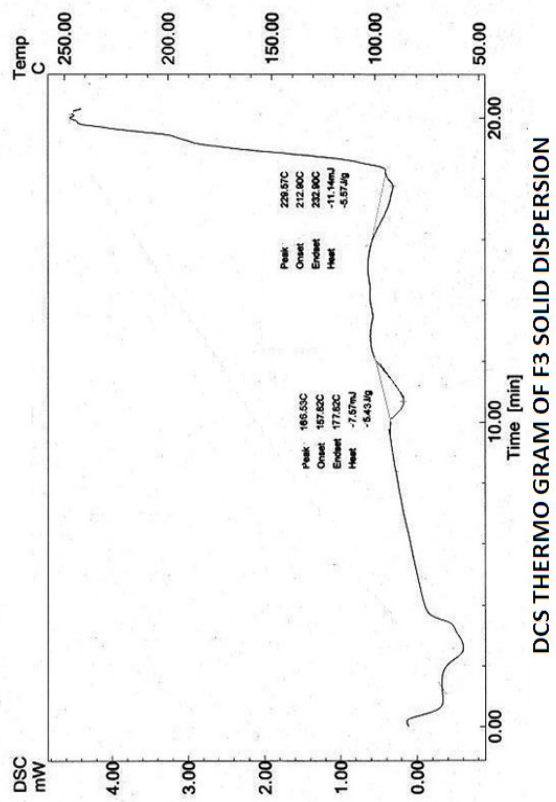 DSC
mW
Temp
C
4.00
3.00
2.00
1.00
0.00
250.00
200.00
150.00
100.00
50.00
Peak 166.53C
Onset 157.62C
Endset 177.62C
Heat -7.57mJ
-5.43J/g
Peak 229.57C
Onset 212.90C
Endset 232.90C
Heat -11.14mJ
-5.57J/g
0.00
10.00
20.00
Time [min]
DCS THERMO GRAM OF F3 SOLID DISPERSION